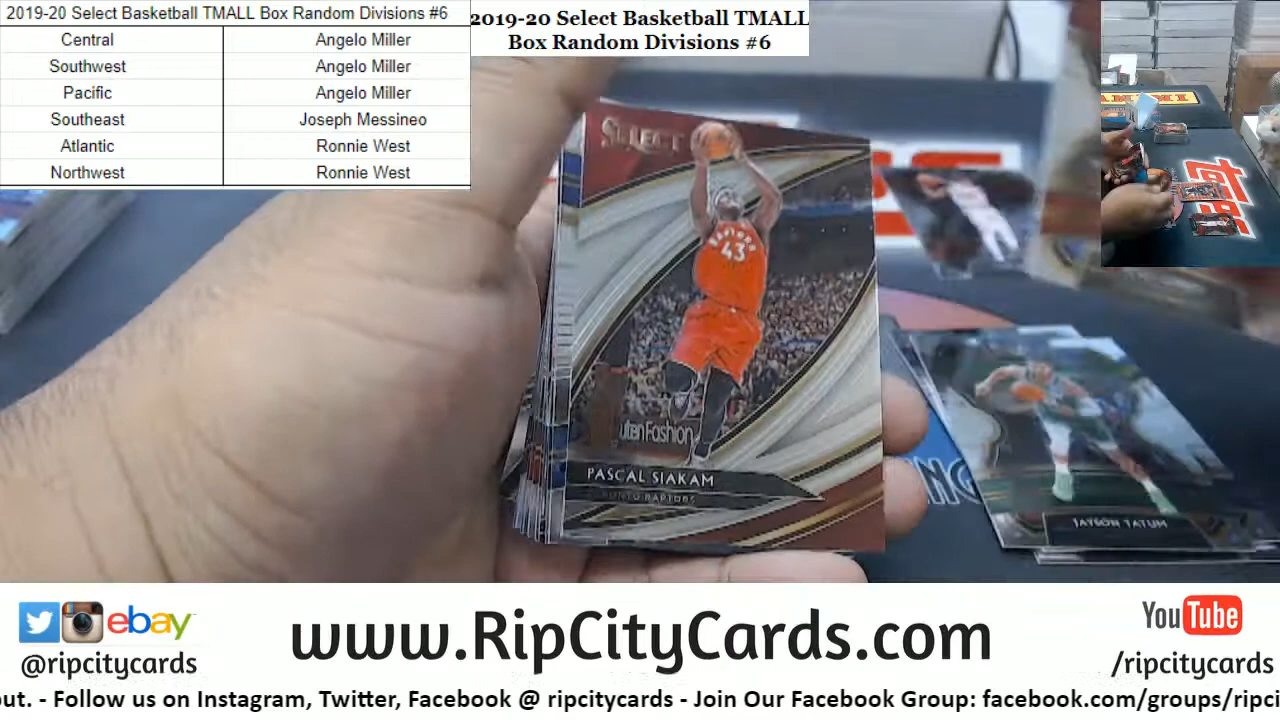 2019-20 Select Basketball TMALL Box Random Divisions #6
Central Angelo Miller
Southwest Angelo Miller
Pacific Angelo Miller
Southeast Joseph Messineo
Atlantic Ronnie West
Northwest Ronnie West
2019-20 Select Basketball TMALL
Box Random Divisions #6
SELECT
43
PASCAL SIAKAM
JAYSON TATUM
ebay
@ripcitycards
www.RipCityCards.com
YouTube
/ripcitycards
out. - Follow us on Instagram, Twitter, Facebook @ ripcitycards - Join Our Facebook Group: facebook.com/groups/ripci